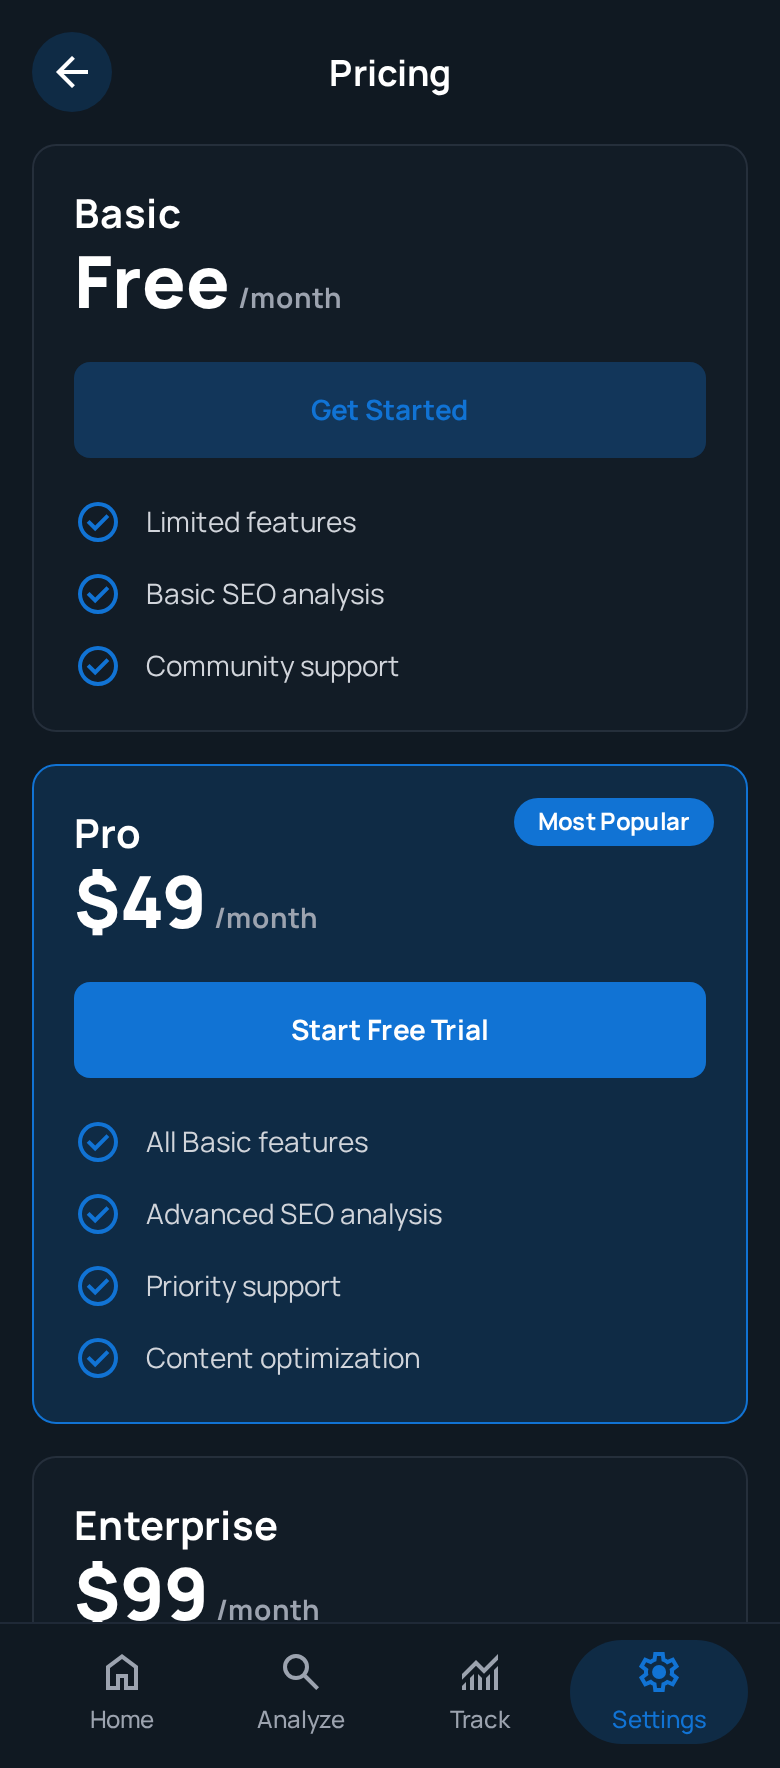 Pricing
Basic
Free /month
Get Started
Limited features
Basic SEO analysis
Community support
Most Popular
Pro
$49 /month
Start Free Trial
All Basic features
Advanced SEO analysis
Priority support
Content optimization
Enterprise
$99 /month
Home
Analyze
Track
Settings